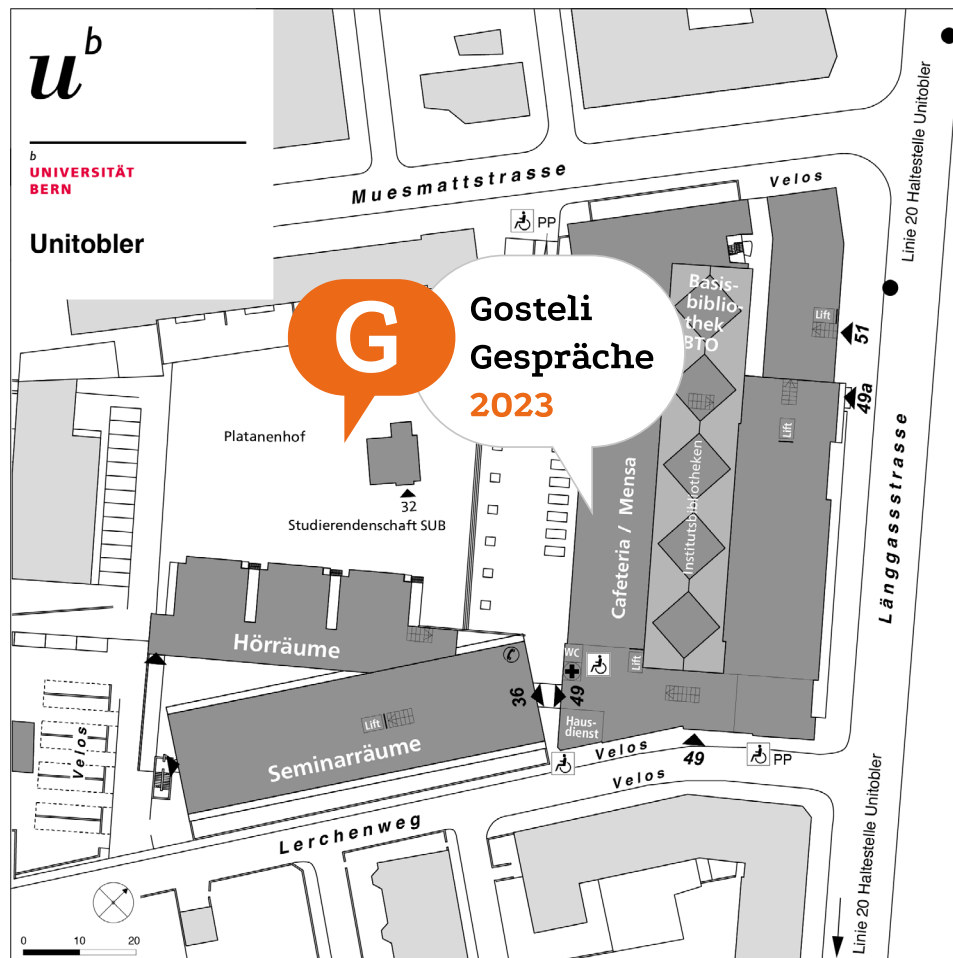 u
b
b
UNIVERSITÄT
BERN
Unitobler
Muesmattstrasse
Velos
Linie 20 Haltestelle Unitobler
PP
G
Gosteli
Gespräche
2023
Basis-
biblio-
thek
BTO
Lift
51
49a
Lift
Länggassstrasse
Platanenhof
32
Studierendenschaft SUB
Cafeteria / Mensa
Institutsbibliotheken
Hörräume
WC
Lift
36
49
Haus-
dienst
Lift
Seminarräume
Velos
Velos
49
PP
Velos
Lerchenweg
Linie 20 Haltestelle Unitobler
0 10 20